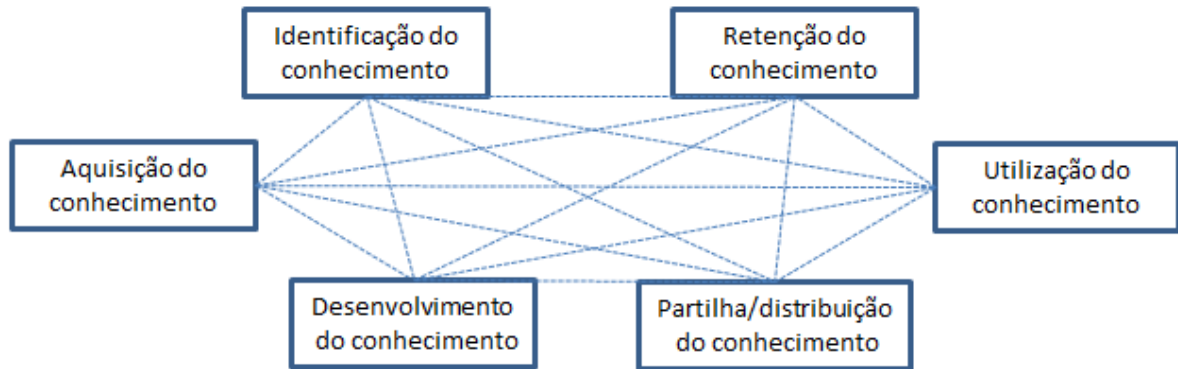 Identificação do
conhecimento
Retenção do
conhecimento
Aquisição do
conhecimento
Utilização do
conhecimento
Desenvolvimento
do conhecimento
Partilha/distribuição
do conhecimento